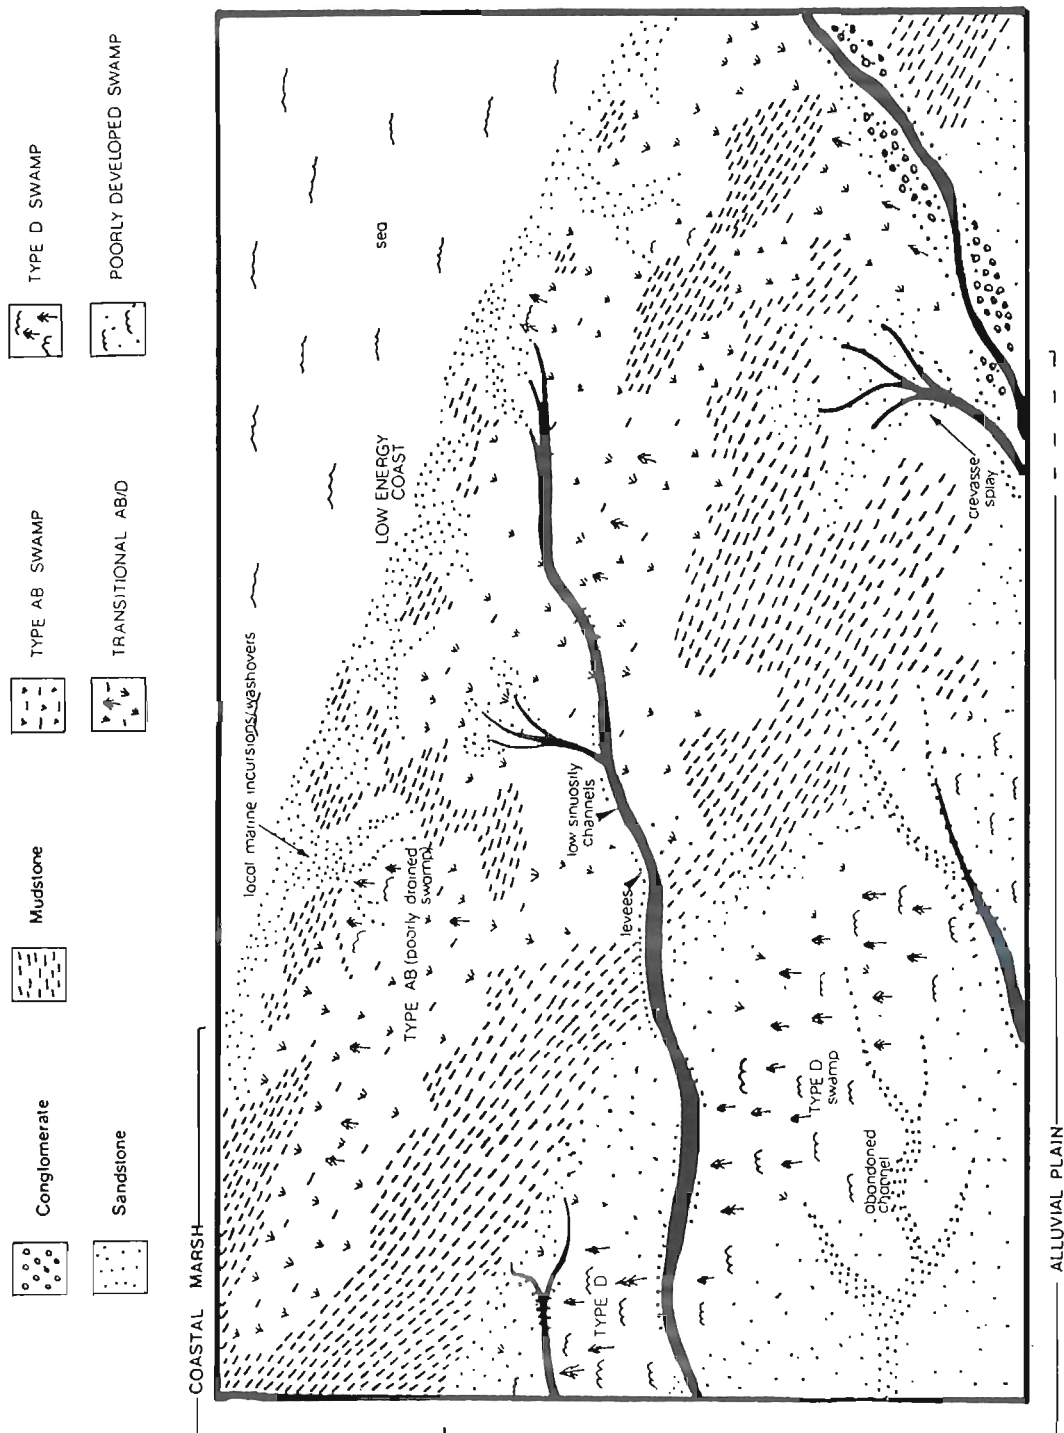 Conglomerate
Sandstone
Mudstone
TYPE AB SWAMP
TRANSITIONAL AB/D
TYPE D SWAMP
POORLY DEVELOPED SWAMP
COASTAL MARSH
local marine incursions/washovers
sea
LOW ENERGY
COAST
TYPE AB (poorly drained
swamp)
low sinuosity
channels
levees
TYPE D
TYPE D
swamp
abandoned
channel
crevasse
splay
ALLUVIAL PLAIN